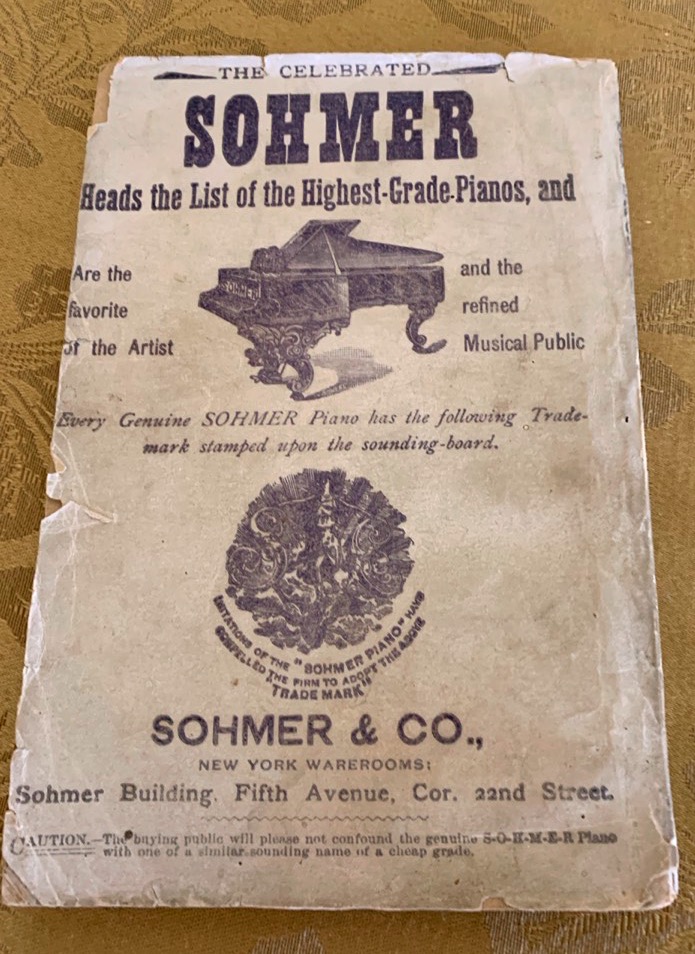 THE CELEBRATED
SOHMER
Heads the List of the Highest-Grade-Pianos, and
Are the
favorite
of the Artist
SOHMER
and the
refined
Musical Public
Every Genuine SOHMER Piano has the following Trade-
mark stamped upon the sounding-board.
IMITATIONS OF THE "SOHMER PIANO" HAVE
COMPELLED THE FIRM TO ADOPT THE ABOVE
TRADE MARK"
SOHMER & CO.,
NEW YORK WAREROOMS:
Sohmer Building. Fifth Avenue, Cor. 22nd Street.
CAUTION.—The buying public will please not confound the genuine S-O-H-M-E-R Piano
with one of a similar sounding name of a cheap grade.